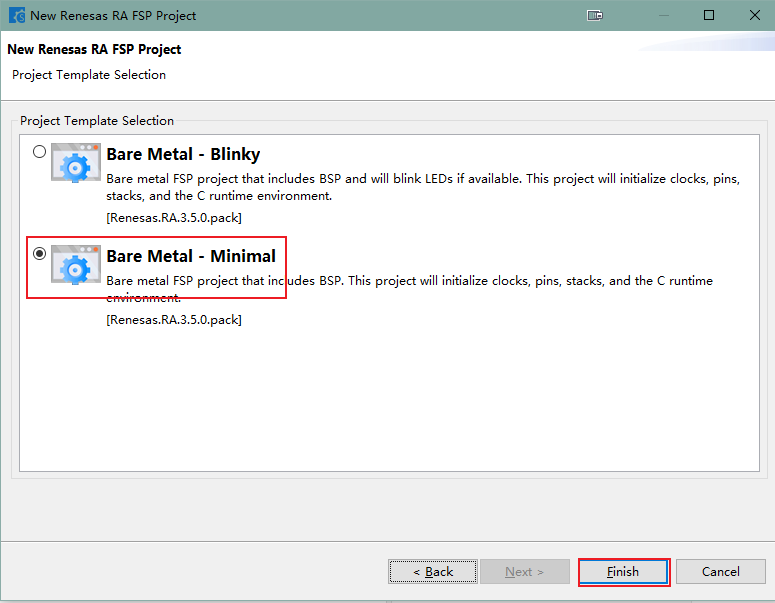 New Renesas RA FSP Project
New Renesas RA FSP Project
Project Template Selection
Project Template Selection
Bare Metal - Blinky
Bare metal FSP project that includes BSP and will blink LEDs if available. This project will initialize clocks, pins,
stacks, and the C runtime environment.
[Renesas.RA.3.5.0.pack]
Bare Metal - Minimal
Bare metal FSP project that includes BSP. This project will initialize clocks, pins, stacks, and the C runtime
environment.
[Renesas.RA.3.5.0.pack]
< Back Next > Finish Cancel